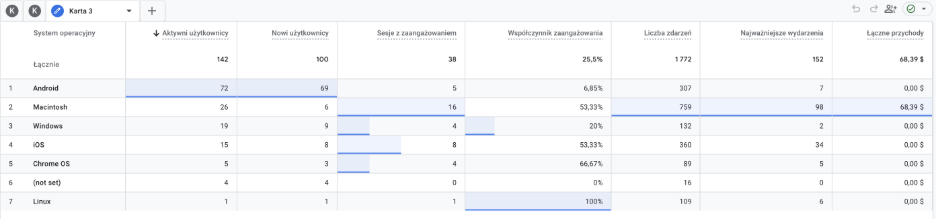 K K Karta 3
System operacyjny Aktywni użytkownicy Nowi użytkownicy Sesje z zaangażowaniem Współczynnik zaangażowania Liczba zdarzeń Najważniejsze wydarzenia Łączne przychody
Łącznie 142 100 38 25,5% 1 772 152 68,39 $
1 Android 72 69 5 6,85% 307 7 0,00 $
2 Macintosh 26 6 16 53,33% 759 98 68,39 $
3 Windows 19 9 4 20% 132 2 0,00 $
4 iOS 15 8 8 53,33% 360 34 0,00 $
5 Chrome OS 5 3 4 66,67% 89 5 0,00 $
6 (not set) 4 4 0 0% 16 0 0,00 $
7 Linux 1 1 1 100% 109 6 0,00 $